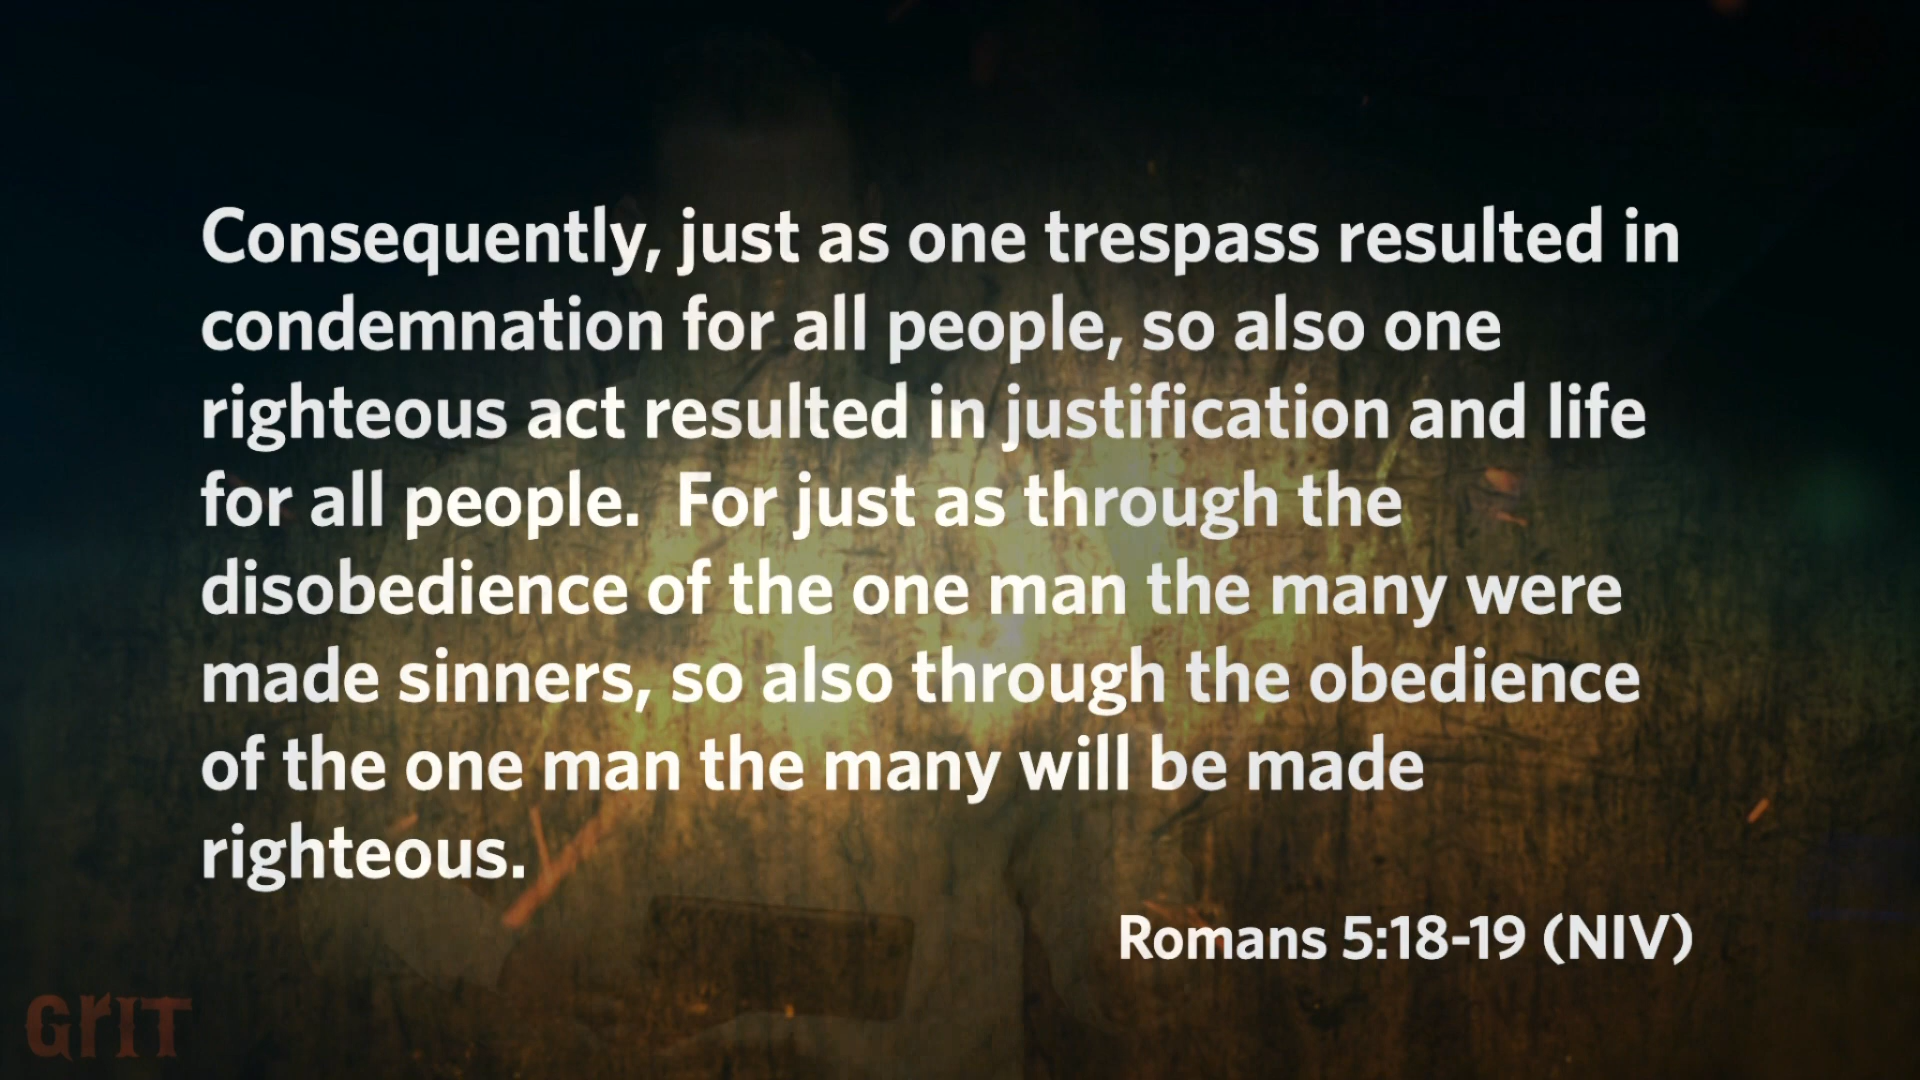 Consequently, just as one trespass resulted in
condemnation for all people, so also one
righteous act resulted in justification and life
for all people.  For just as through the
disobedience of the one man the many were
made sinners, so also through the obedience
of the one man the many will be made
righteous.
Romans 5:18-19 (NIV)
GRIT